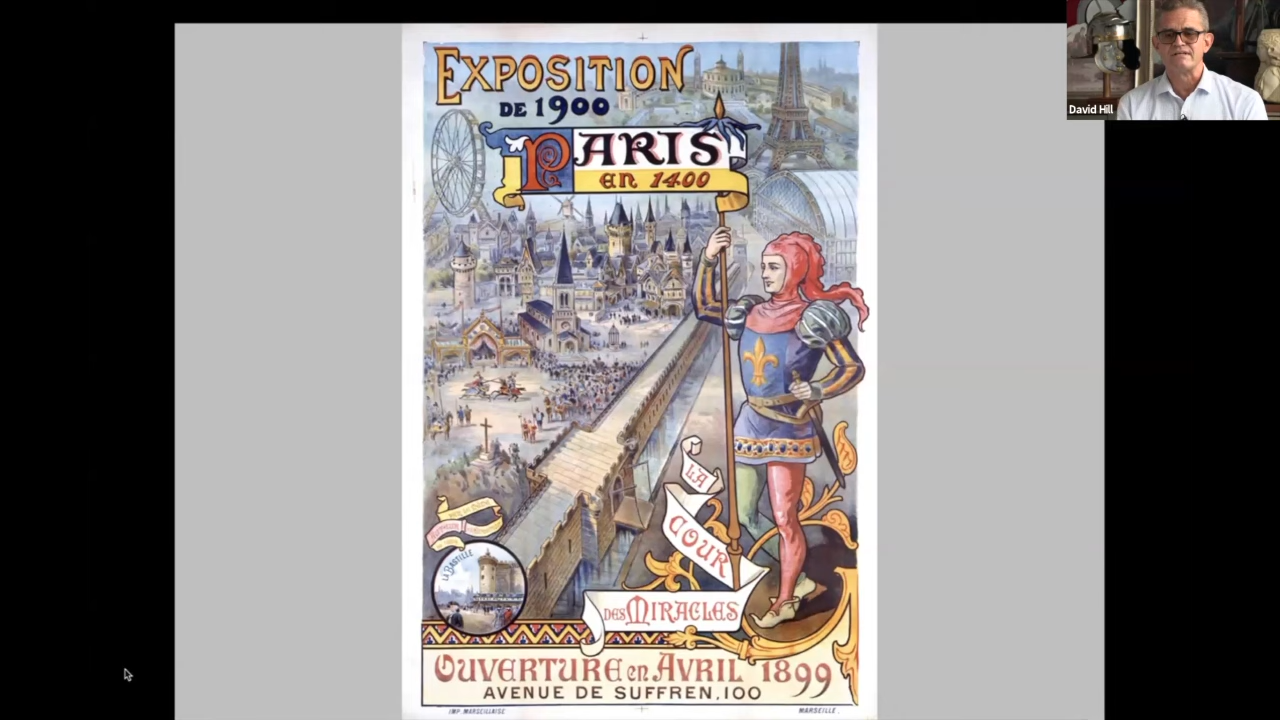 David Hill
EXPOSITION
DE 1900
PARIS
EN 1400
LA
COUR
DES MIRACLES
LA BASTILLE
OUVERTURE en AVRIL 1899
AVENUE DE SUFFREN, 100
IMP. MARSEILLAISE
MARSEILLE.